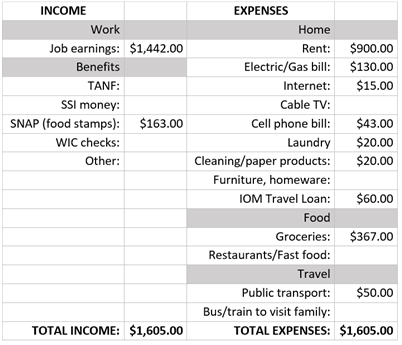 INCOME EXPENSES
Work Home
Job earnings: $1,442.00 Rent: $900.00
Benefits Electric/Gas bill: $130.00
TANF: Internet: $15.00
SSI money: Cable TV:
SNAP (food stamps): $163.00 Cell phone bill: $43.00
WIC checks: Laundry $20.00
Other: Cleaning/paper products: $20.00
Furniture, homeware:
IOM Travel Loan: $60.00
Food
Groceries: $367.00
Restaurants/Fast food:
Travel
Public transport: $50.00
Bus/train to visit family:
TOTAL INCOME: $1,605.00 TOTAL EXPENSES: $1,605.00